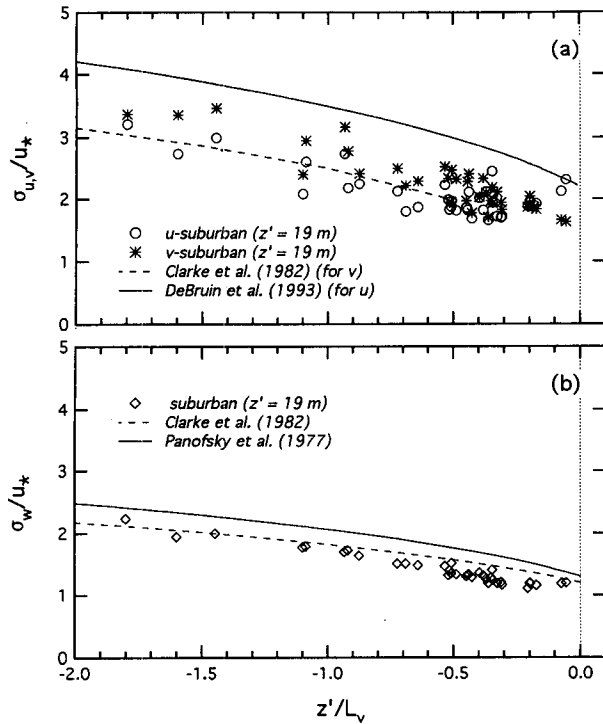 5
4
3
2
1
0
σu,v/u*
(a)
u-suburban (z' = 19 m)
v-suburban (z' = 19 m)
Clarke et al. (1982) (for v)
DeBruin et al. (1993) (for u)
5
4
3
2
1
0
σw/u*
(b)
suburban (z' = 19 m)
Clarke et al. (1982)
Panofsky et al. (1977)
-2.0
-1.5
-1.0
-0.5
0.0
z'/Lv